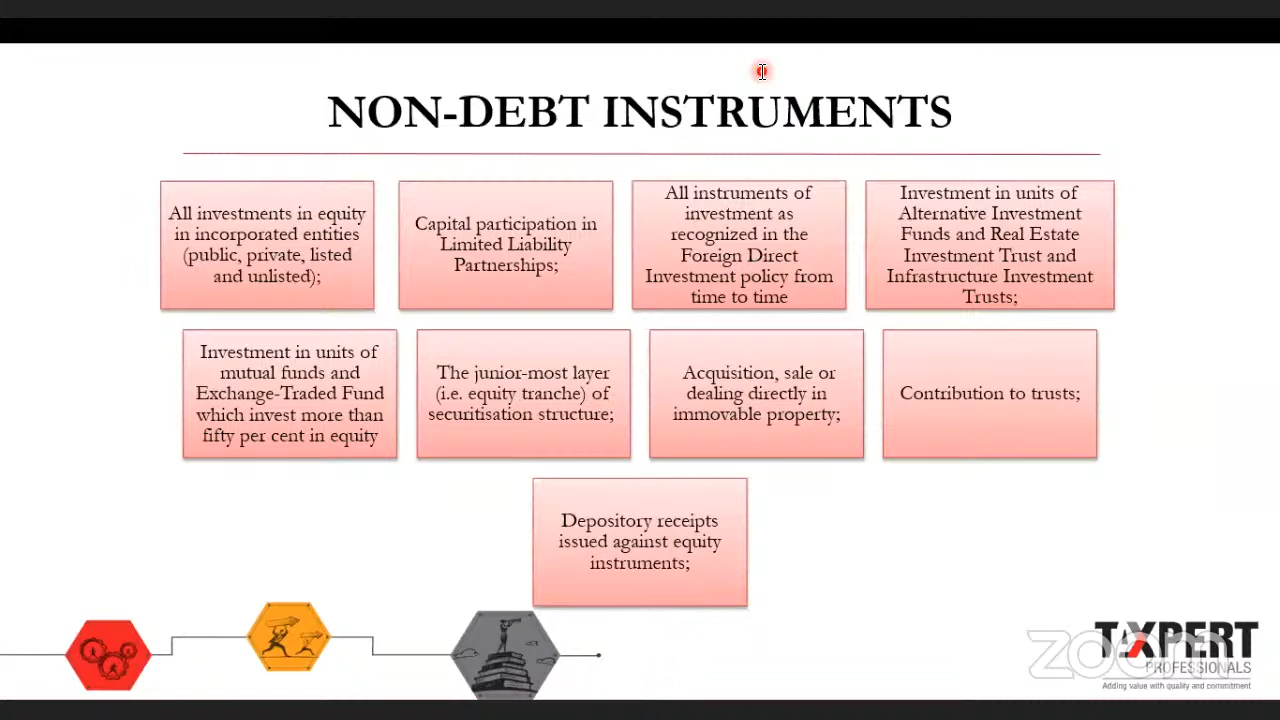 NON-DEBT INSTRUMENTS
All investments in equity
in incorporated entities
(public, private, listed
and unlisted);
Capital participation in
Limited Liability
Partnerships;
All instruments of
investment as
recognized in the
Foreign Direct
Investment policy from
time to time
Investment in units of
Alternative Investment
Funds and Real Estate
Investment Trust and
Infrastructure Investment
Trusts;
Investment in units of
mutual funds and
Exchange-Traded Fund
which invest more than
fifty per cent in equity
The junior-most layer
(i.e. equity tranche) of
securitisation structure;
Acquisition, sale or
dealing directly in
immovable property;
Contribution to trusts;
Depository receipts
issued against equity
instruments;
TAXPERT
PROFESSIONALS
Adding value with quality and commitment
zoom